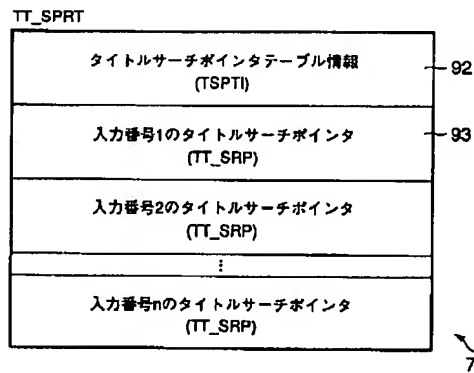 TT_SPRT
タイトルサーチポインタテーブル情報
(TSPTI)
92
入力番号1のタイトルサーチポインタ
(TT_SRP)
93
入力番号2のタイトルサーチポインタ
(TT_SRP)
⋮
入力番号nのタイトルサーチポインタ
(TT_SRP)
7